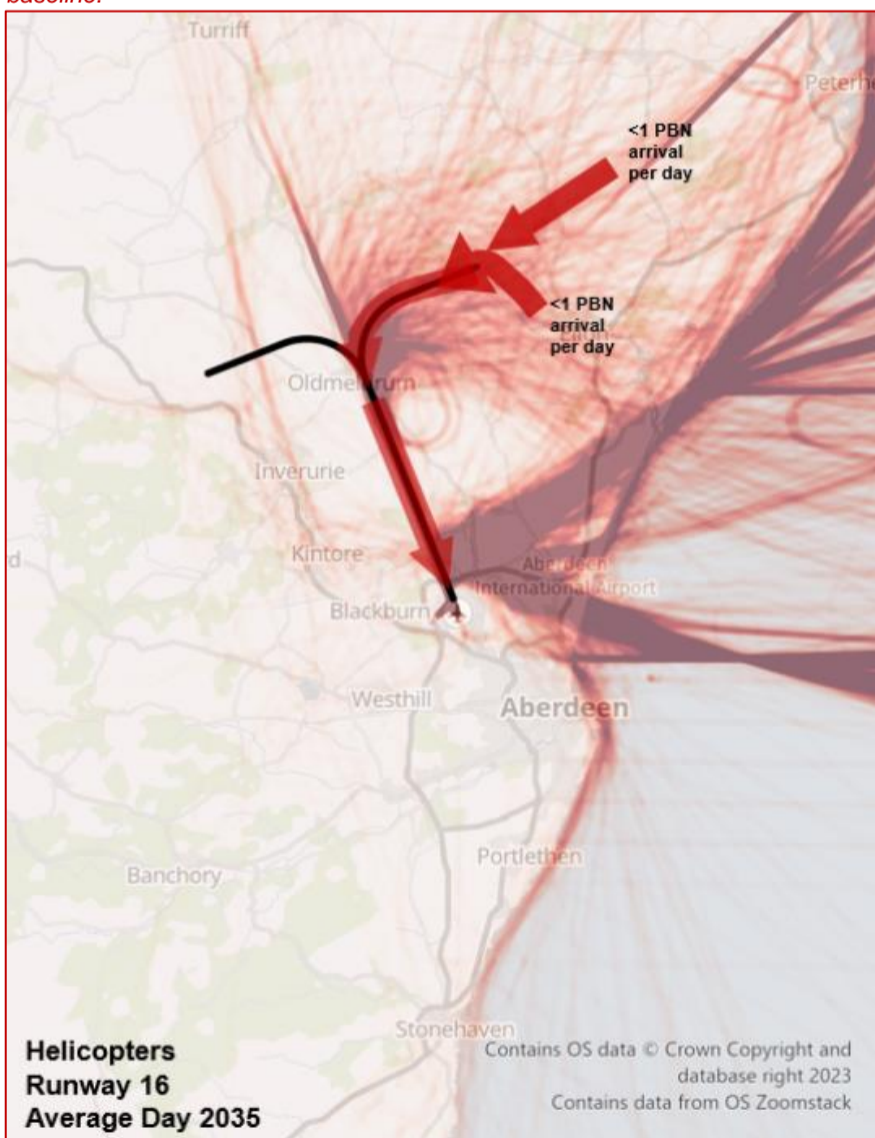 baseline.
Turriff
<1 PBN
arrival
per day
<1 PBN
arrival
per day
Oldmeldrum
Inverurie
Kintore
Aberdeen
International Airport
Blackburn
Westhill
Aberdeen
Portlethen
Banchory
Stonehaven
Helicopters
Runway 16
Average Day 2035
Contains OS data © Crown Copyright and
database right 2023
Contains data from OS Zoomstack